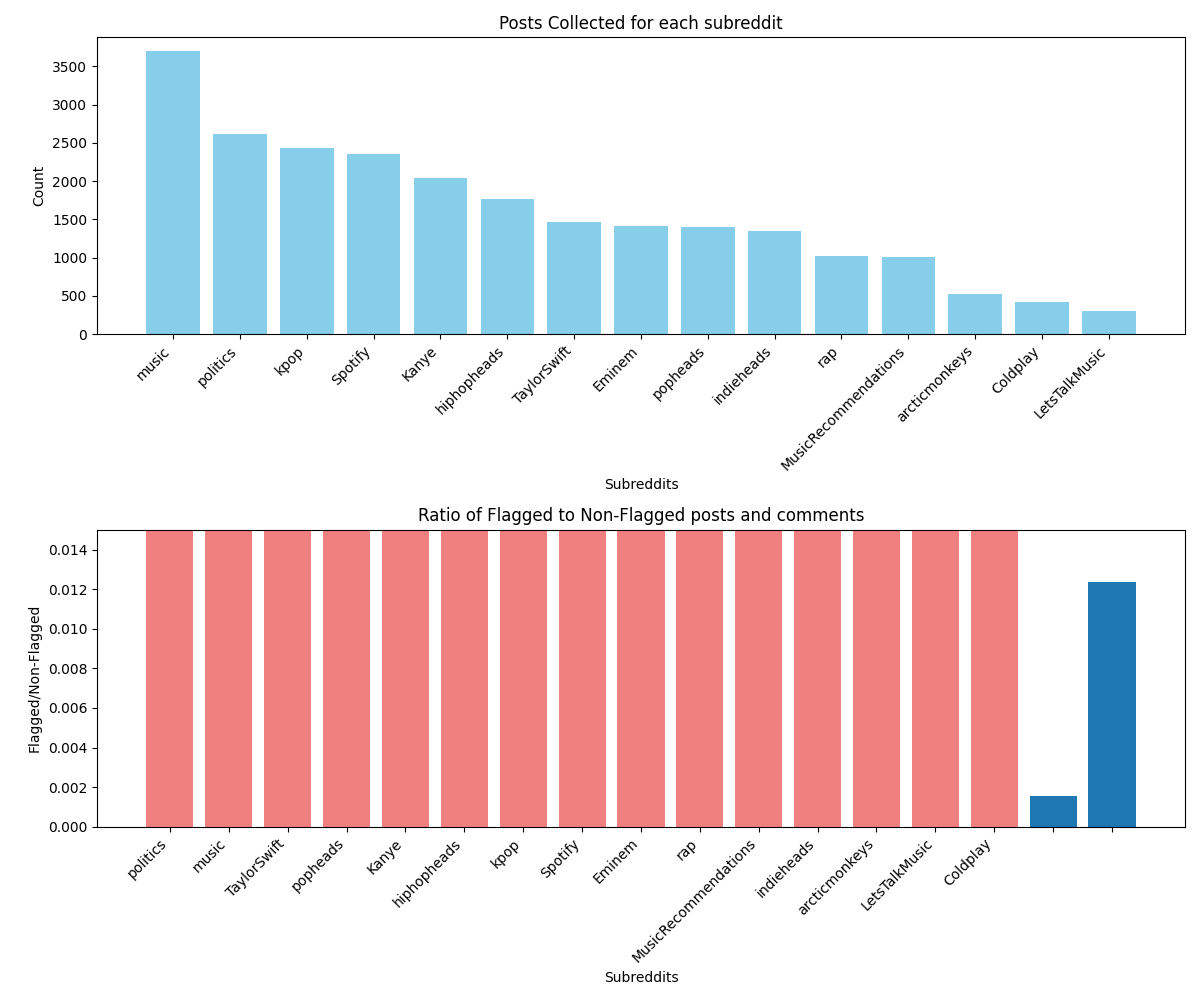 Posts Collected for each subreddit
3500
3000
2500
2000
1500
1000
500
0
Count
music
politics
kpop
Spotify
Kanye
hiphopheads
TaylorSwift
Eminem
popheads
indieheads
rap
MusicRecommendations
arcticmonkeys
Coldplay
LetsTalkMusic
Subreddits
Ratio of Flagged to Non-Flagged posts and comments
0.014
0.012
0.010
0.008
0.006
0.004
0.002
0.000
Flagged/Non-Flagged
politics
music
TaylorSwift
popheads
Kanye
hiphopheads
kpop
Spotify
Eminem
rap
MusicRecommendations
indieheads
arcticmonkeys
LetsTalkMusic
Coldplay
Subreddits